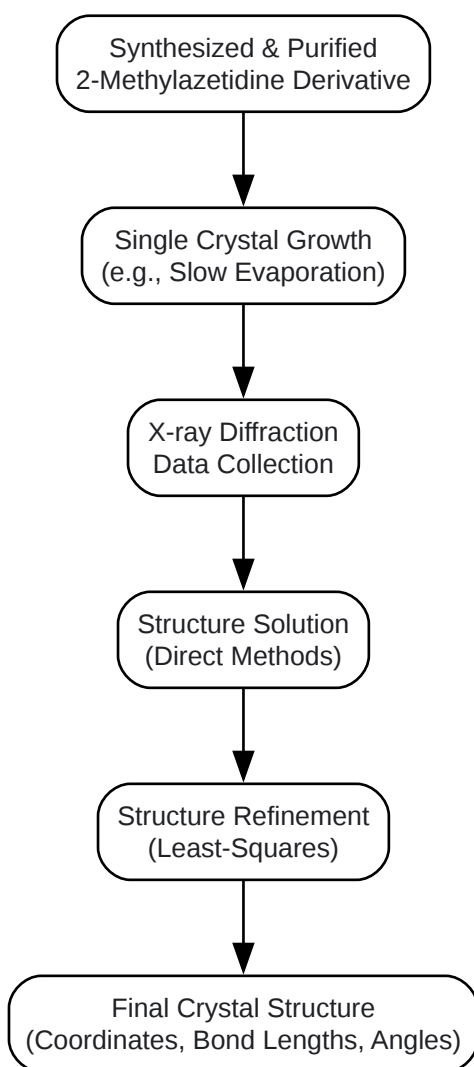 Synthesized & Purified
2-Methylazetidine Derivative
Single Crystal Growth
(e.g., Slow Evaporation)
X-ray Diffraction
Data Collection
Structure Solution
(Direct Methods)
Structure Refinement
(Least-Squares)
Final Crystal Structure
(Coordinates, Bond Lengths, Angles)